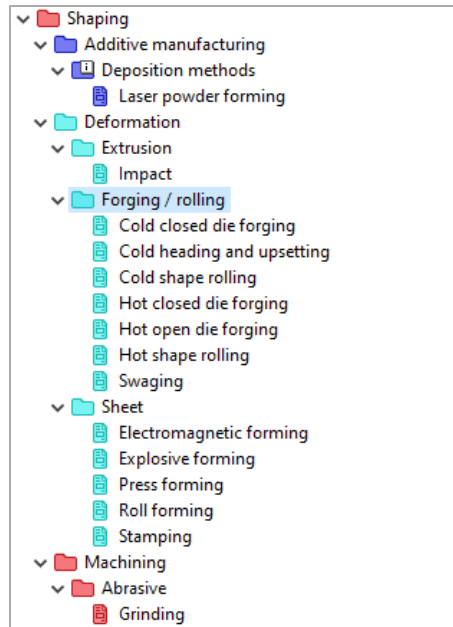 Shaping
Additive manufacturing
Deposition methods
Laser powder forming
Deformation
Extrusion
Impact
Forging / rolling
Cold closed die forging
Cold heading and upsetting
Cold shape rolling
Hot closed die forging
Hot open die forging
Hot shape rolling
Swaging
Sheet
Electromagnetic forming
Explosive forming
Press forming
Roll forming
Stamping
Machining
Abrasive
Grinding